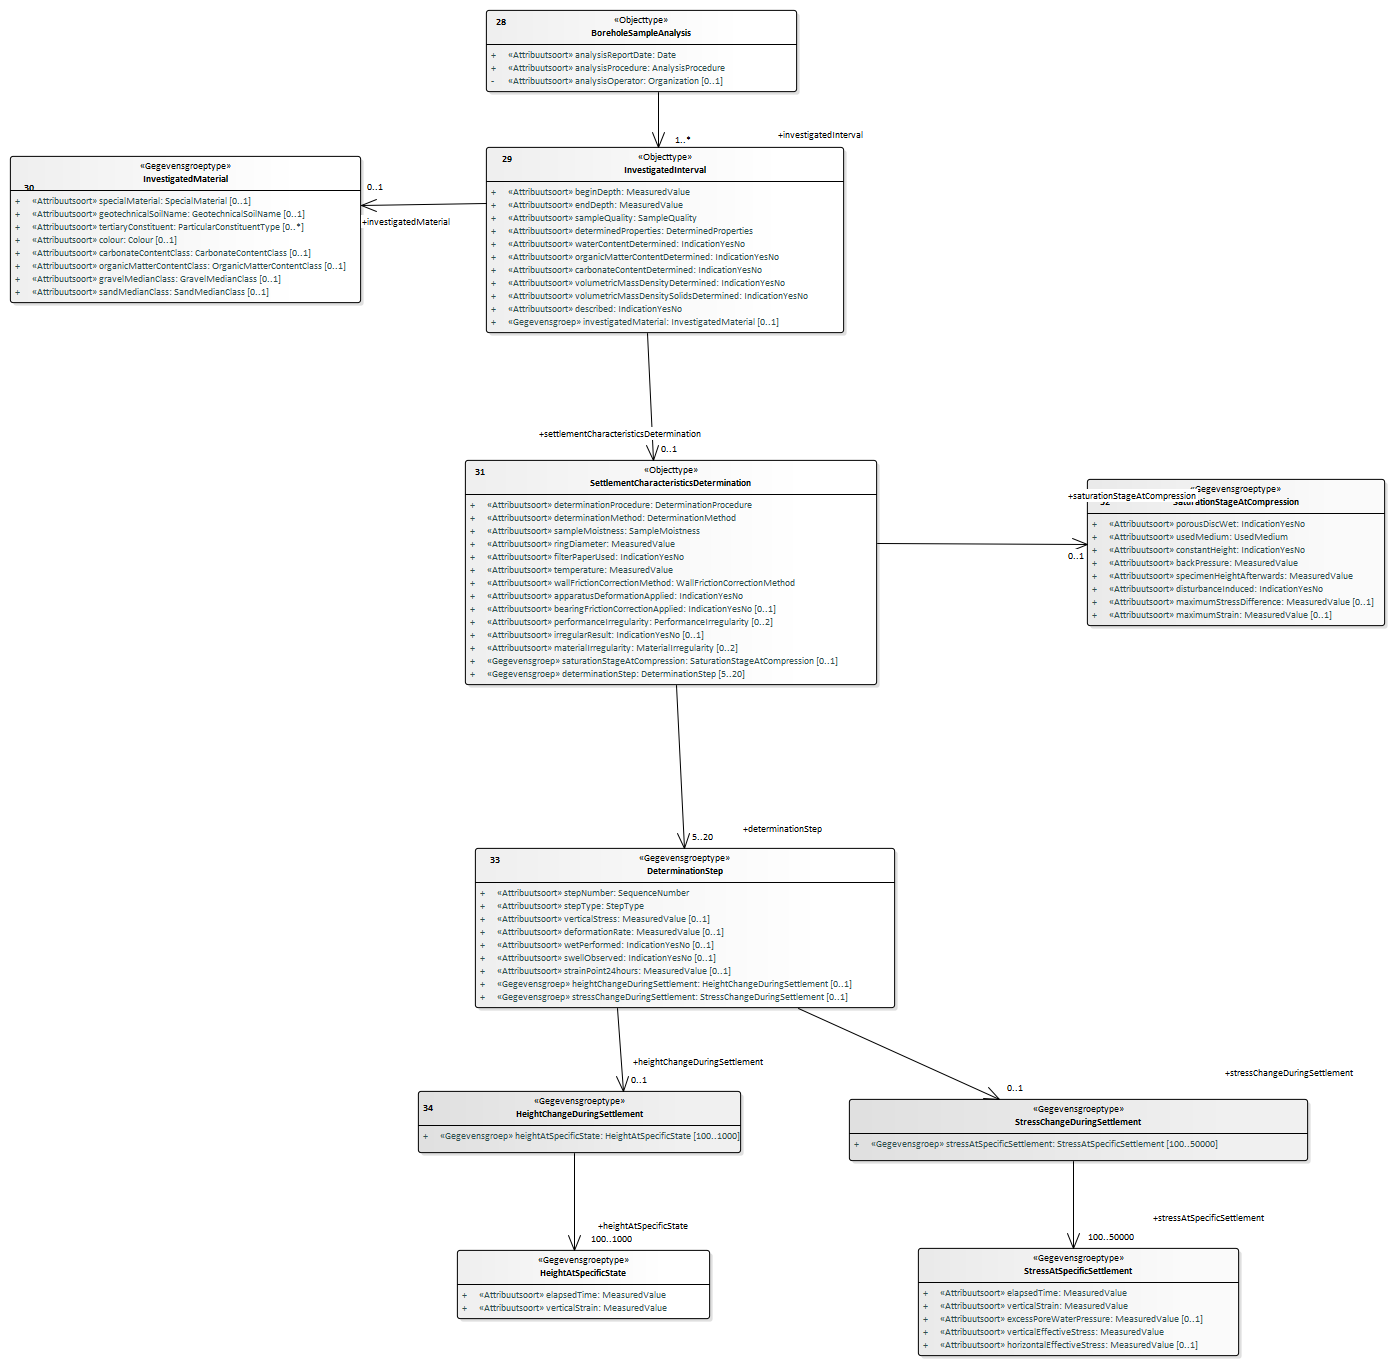 28
«Objecttype»
BoreholeSampleAnalysis
+ «Attribuutsoort» analysisReportDate: Date
+ «Attribuutsoort» analysisProcedure: AnalysisProcedure
- «Attribuutsoort» analysisOperator: Organization [0..1]
1..*
+investigatedInterval
«Gegevensgroeptype»
InvestigatedMaterial
30
+ «Attribuutsoort» specialMaterial: SpecialMaterial [0..1]
+ «Attribuutsoort» geotechnicalSoilName: GeotechnicalSoilName [0..1]
+ «Attribuutsoort» tertiaryConstituent: ParticularConstituentType [0..*]
+ «Attribuutsoort» colour: Colour [0..1]
+ «Attribuutsoort» carbonateContentClass: CarbonateContentClass [0..1]
+ «Attribuutsoort» organicMatterContentClass: OrganicMatterContentClass [0..1]
+ «Attribuutsoort» gravelMedianClass: GravelMedianClass [0..1]
+ «Attribuutsoort» sandMedianClass: SandMedianClass [0..1]
0..1
+investigatedMaterial
29
«Objecttype»
InvestigatedInterval
+ «Attribuutsoort» beginDepth: MeasuredValue
+ «Attribuutsoort» endDepth: MeasuredValue
+ «Attribuutsoort» sampleQuality: SampleQuality
+ «Attribuutsoort» determinedProperties: DeterminedProperties
+ «Attribuutsoort» waterContentDetermined: IndicationYesNo
+ «Attribuutsoort» organicMatterContentDetermined: IndicationYesNo
+ «Attribuutsoort» carbonateContentDetermined: IndicationYesNo
+ «Attribuutsoort» volumetricMassDensityDetermined: IndicationYesNo
+ «Attribuutsoort» volumetricMassDensitySolidsDetermined: IndicationYesNo
+ «Attribuutsoort» described: IndicationYesNo
+ «Gegevensgroep» investigatedMaterial: InvestigatedMaterial [0..1]
+settlementCharacteristicsDetermination
0..1
31
«Objecttype»
SettlementCharacteristicsDetermination
+ «Attribuutsoort» determinationProcedure: DeterminationProcedure
+ «Attribuutsoort» determinationMethod: DeterminationMethod
+ «Attribuutsoort» sampleMoistness: SampleMoistness
+ «Attribuutsoort» ringDiameter: MeasuredValue
+ «Attribuutsoort» filterPaperUsed: IndicationYesNo
+ «Attribuutsoort» temperature: MeasuredValue
+ «Attribuutsoort» wallFrictionCorrectionMethod: WallFrictionCorrectionMethod
+ «Attribuutsoort» apparatusDeformationApplied: IndicationYesNo
+ «Attribuutsoort» bearingFrictionCorrectionApplied: IndicationYesNo [0..1]
+ «Attribuutsoort» performanceIrregularity: PerformanceIrregularity [0..2]
+ «Attribuutsoort» irregularResult: IndicationYesNo [0..1]
+ «Attribuutsoort» materialIrregularity: MaterialIrregularity [0..2]
+ «Gegevensgroep» saturationStageAtCompression: SaturationStageAtCompression [0..1]
+ «Gegevensgroep» determinationStep: DeterminationStep [5..20]
+saturationStageAtCompression
0..1
«Gegevensgroeptype»
SaturationStageAtCompression
+ «Attribuutsoort» porousDiscWet: IndicationYesNo
+ «Attribuutsoort» usedMedium: UsedMedium
+ «Attribuutsoort» constantHeight: IndicationYesNo
+ «Attribuutsoort» backPressure: MeasuredValue
+ «Attribuutsoort» specimenHeightAfterwards: MeasuredValue
+ «Attribuutsoort» disturbanceInduced: IndicationYesNo
+ «Attribuutsoort» maximumStressDifference: MeasuredValue [0..1]
+ «Attribuutsoort» maximumStrain: MeasuredValue [0..1]
+determinationStep
5..20
33
«Gegevensgroeptype»
DeterminationStep
+ «Attribuutsoort» stepNumber: SequenceNumber
+ «Attribuutsoort» stepType: StepType
+ «Attribuutsoort» verticalStress: MeasuredValue [0..1]
+ «Attribuutsoort» deformationRate: MeasuredValue [0..1]
+ «Attribuutsoort» wetPerformed: IndicationYesNo [0..1]
+ «Attribuutsoort» swellObserved: IndicationYesNo [0..1]
+ «Attribuutsoort» strainPoint24hours: MeasuredValue [0..1]
+ «Gegevensgroep» heightChangeDuringSettlement: HeightChangeDuringSettlement [0..1]
+ «Gegevensgroep» stressChangeDuringSettlement: StressChangeDuringSettlement [0..1]
+heightChangeDuringSettlement
0..1
+stressChangeDuringSettlement
0..1
34
«Gegevensgroeptype»
HeightChangeDuringSettlement
+ «Gegevensgroep» heightAtSpecificState: HeightAtSpecificState [100..1000]
«Gegevensgroeptype»
StressChangeDuringSettlement
+ «Gegevensgroep» stressAtSpecificSettlement: StressAtSpecificSettlement [100..50000]
+heightAtSpecificState
100..1000
+stressAtSpecificSettlement
100..50000
«Gegevensgroeptype»
HeightAtSpecificState
+ «Attribuutsoort» elapsedTime: MeasuredValue
+ «Attribuutsoort» verticalStrain: MeasuredValue
«Gegevensgroeptype»
StressAtSpecificSettlement
+ «Attribuutsoort» elapsedTime: MeasuredValue
+ «Attribuutsoort» verticalStrain: MeasuredValue
+ «Attribuutsoort» excessPoreWaterPressure: MeasuredValue [0..1]
+ «Attribuutsoort» verticalEffectiveStress: MeasuredValue
+ «Attribuutsoort» horizontalEffectiveStress: MeasuredValue [0..1]